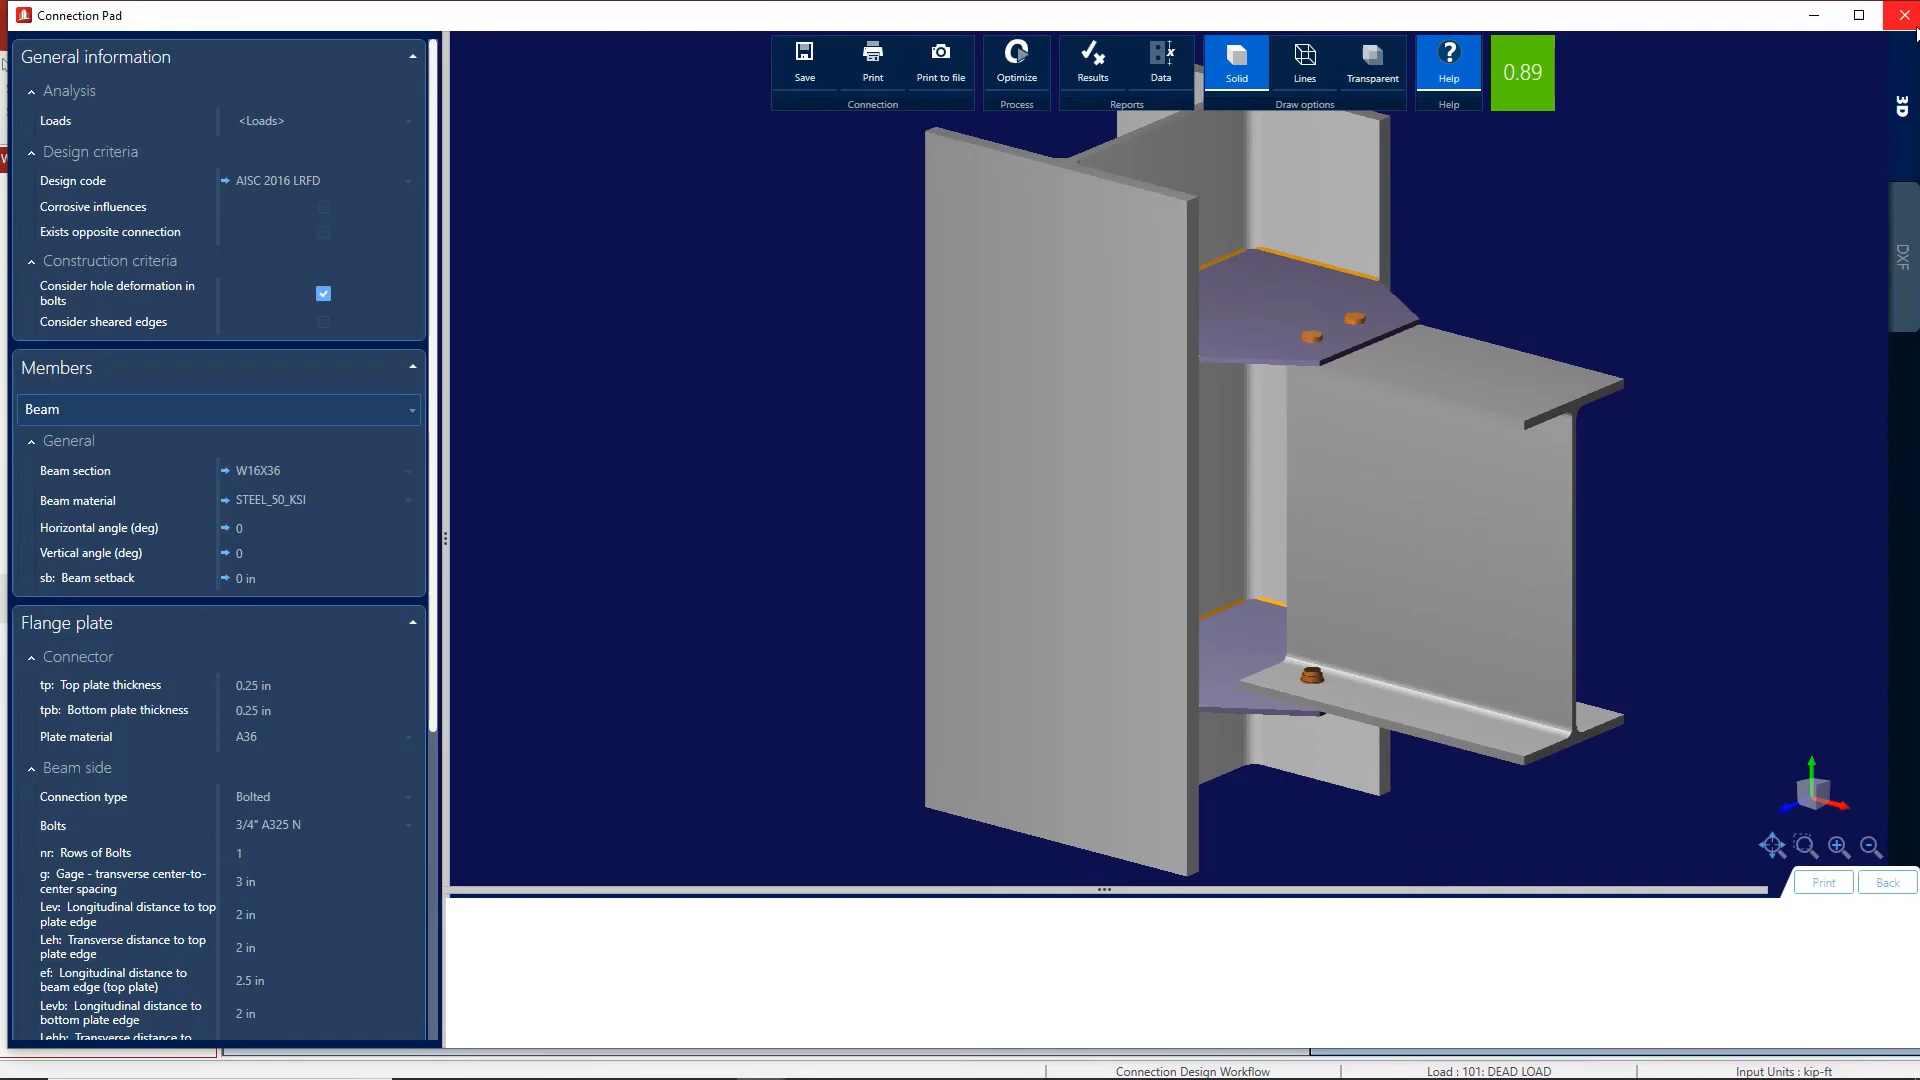 Connection Pad
General information
Analysis
Loads <Loads>
Design criteria
Design code AISC 2016 LRFD
Corrosive influences
Exists opposite connection
Construction criteria
Consider hole deformation in
bolts
Consider sheared edges
Members
Beam
General
Beam section W16X36
Beam material STEEL_50_KSI
Horizontal angle (deg) 0
Vertical angle (deg) 0
sb: Beam setback 0 in
Flange plate
Connector
tp: Top plate thickness 0.25 in
tpb: Bottom plate thickness 0.25 in
Plate material A36
Beam side
Connection type Bolted
Bolts 3/4" A325 N
nr: Rows of Bolts 1
g: Gage - transverse center-to-
center spacing 3 in
Lev: Longitudinal distance to top
plate edge 2 in
Leh: Transverse distance to top
plate edge 2 in
ef: Longitudinal distance to
beam edge (top plate) 2.5 in
Levb: Longitudinal distance to
bottom plate edge 2 in
Lehb: Transverse distance to
Save Print Print to file Optimize Results Data Solid Lines Transparent Help 0.89
Connection Process Reports Draw options Help
3D
DXF
Print Back
Connection Design Workflow Load : 101: DEAD LOAD Input Units : kip-ft